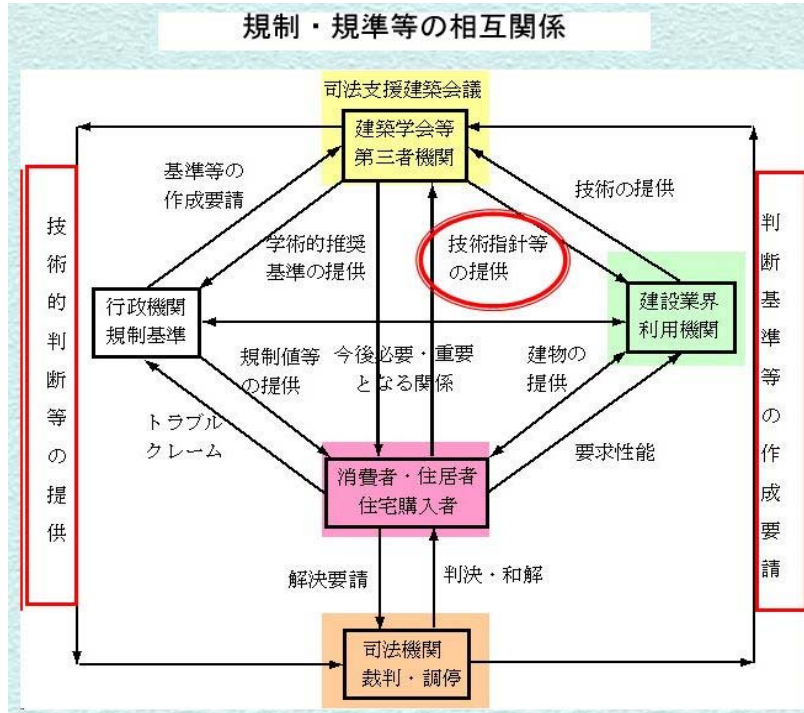 規制・規準等の相互関係
司法支援建築会議
建築学会等
第三者機関
基準等の
作成要請
技術の提供
学術的推奨
基準の提供
技術指針等
の提供
技術的判断等の提供
判断基準等の作成要請
行政機関
規制基準
建設業界
利用機関
規制値等
の提供
今後必要・重要
となる関係
建物の
提供
トラブル
クレーム
要求性能
消費者・住居者
住宅購入者
解決要請
判決・和解
司法機関
裁判・調停